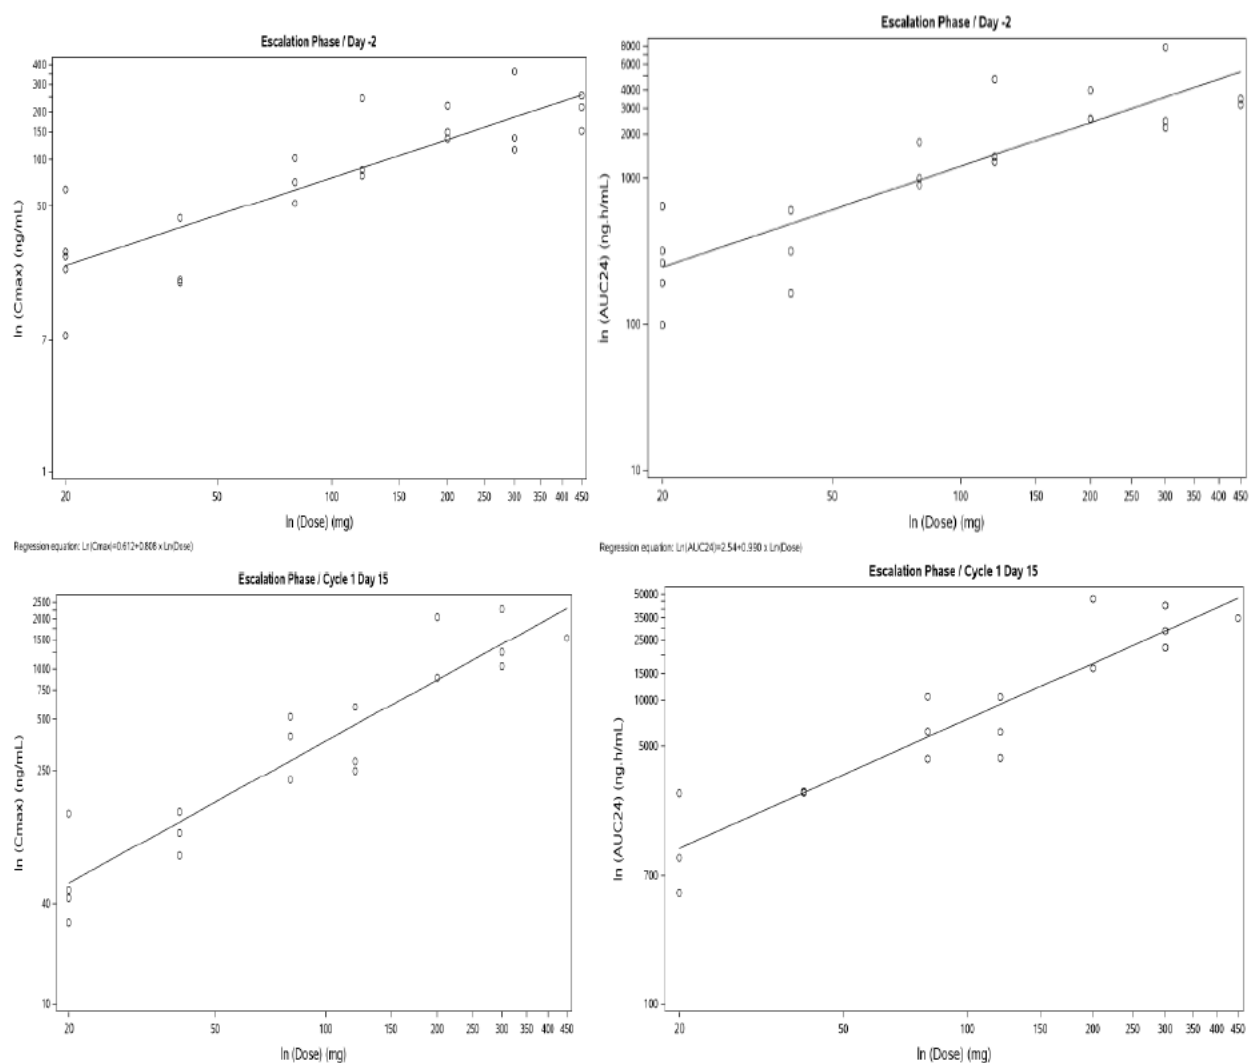 Escalation Phase / Day -2
ln (Cmax) (ng/mL)
400
300
200
150
100
50
7
1
20 50 100 150 200 250 300 350 400 450
ln (Dose) (mg)
Regression equation: Ln(Cmax)=0.612+0.808 x Ln(Dose)
Escalation Phase / Day -2
ln (AUC24) (ng.h/mL)
8000
6000
4000
3000
2000
1000
100
10
20 50 100 150 200 250 300 350 400 450
ln (Dose) (mg)
Regression equation: Ln(AUC24)=2.54+0.990 x Ln(Dose)
Escalation Phase / Cycle 1 Day 15
ln (Cmax) (ng/mL)
2500
2000
1500
1000
750
500
250
40
10
20 50 100 150 200 250 300 350 400 450
ln (Dose) (mg)
Escalation Phase / Cycle 1 Day 15
ln (AUC24) (ng.h/mL)
50000
35000
25000
15000
10000
5000
700
100
20 50 100 150 200 250 300 350 400 450
ln (Dose) (mg)